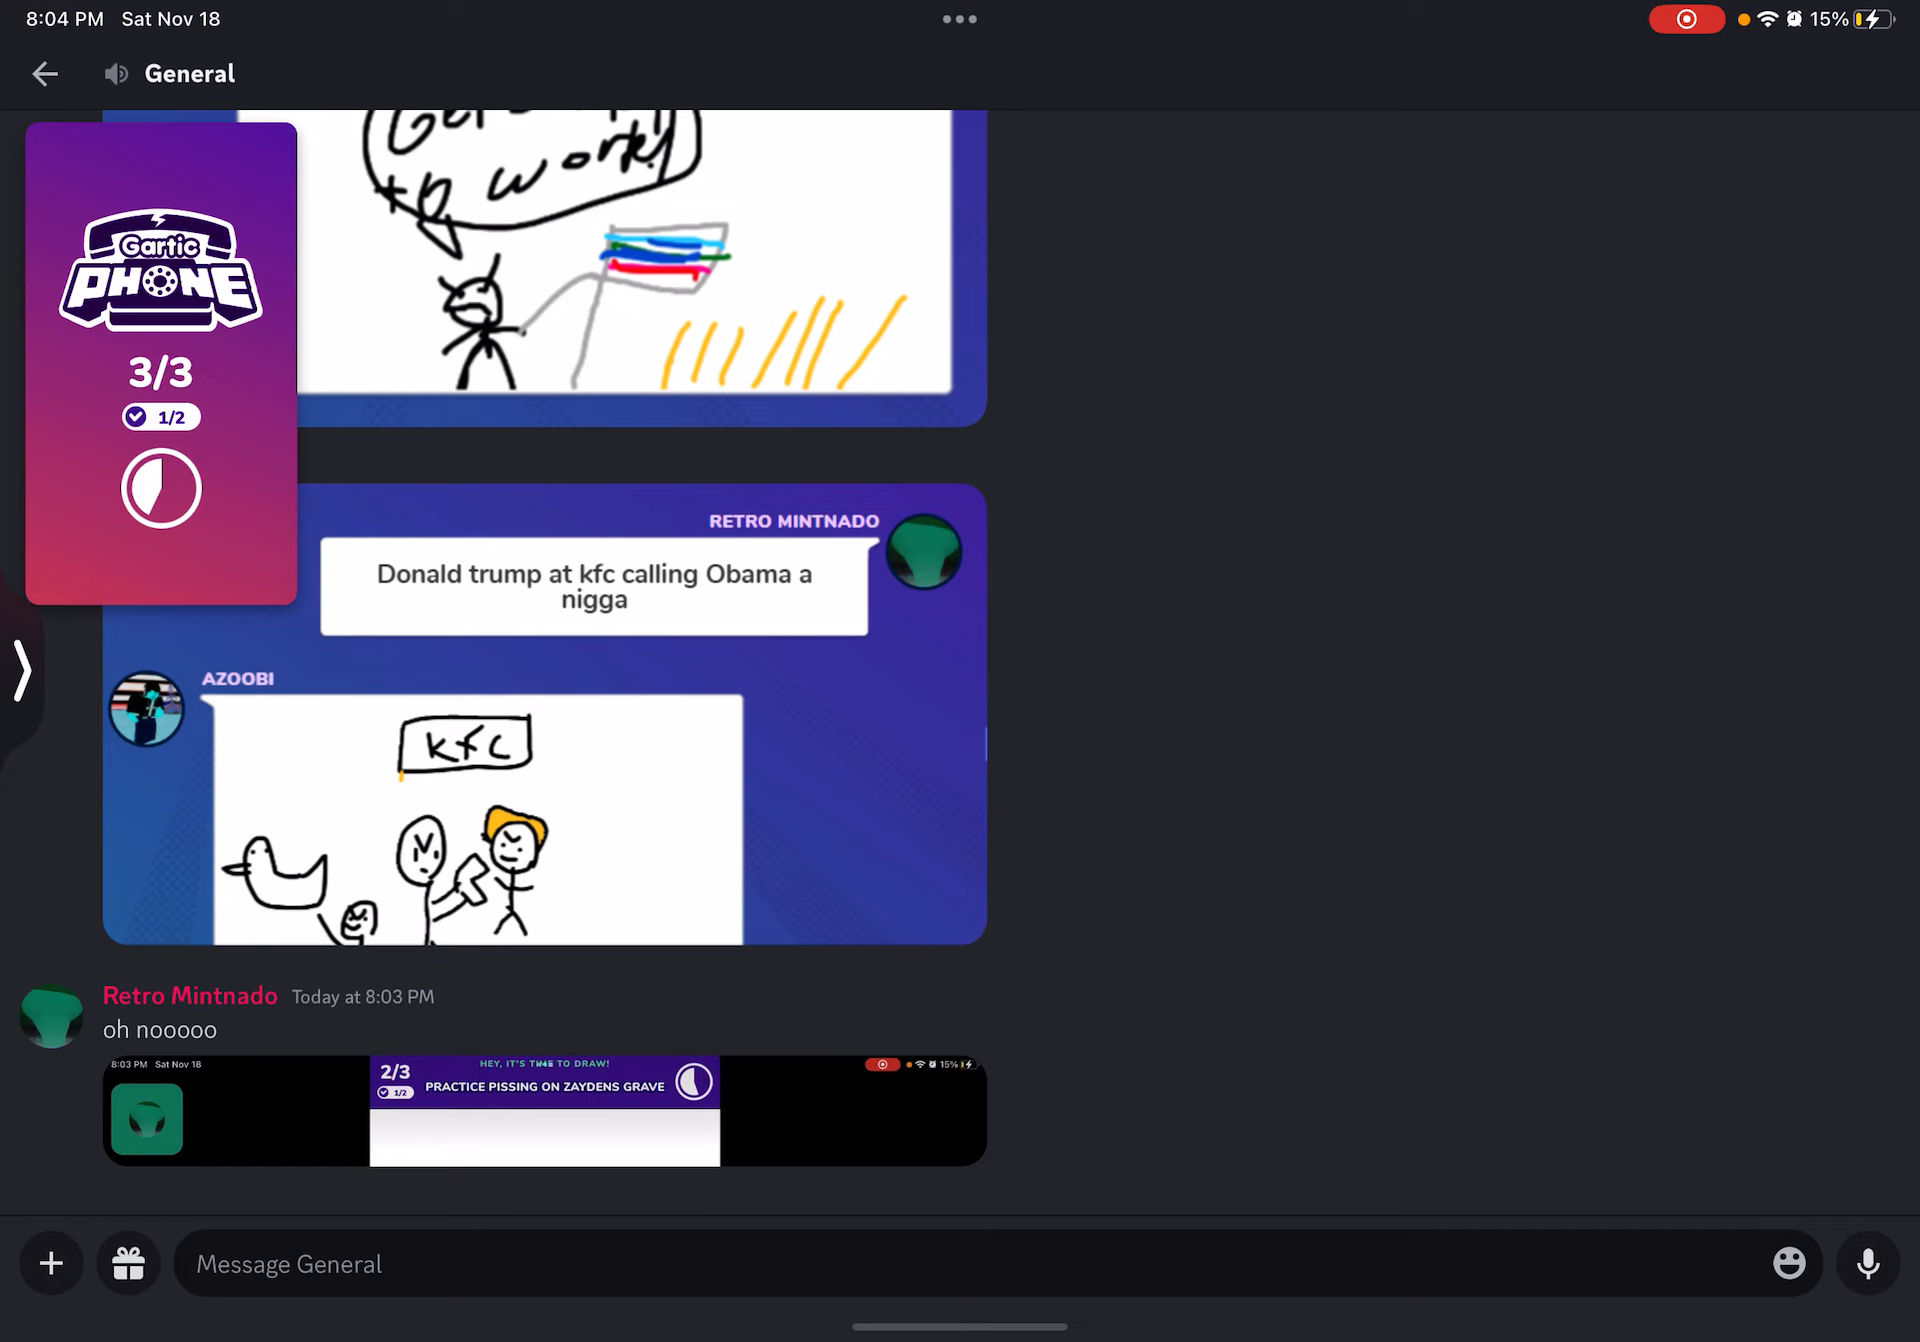 8:04 PM Sat Nov 18
15%
General
to work!
Gartic
PHONE
3/3
1/2
RETRO MINTNADO
Donald trump at kfc calling Obama a
nigga
AZOOBI
kfc
Retro Mintnado Today at 8:03 PM
oh nooooo
8:03 PM Sat Nov 18
15%
2/3
1/2
HEY, IT'S TIME TO DRAW!
PRACTICE PISSING ON ZAYDENS GRAVE
Message General